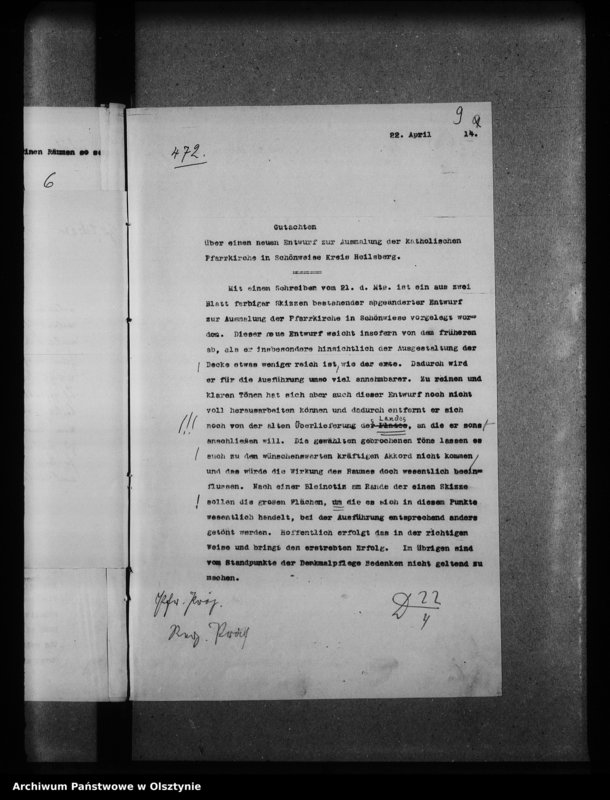 einen Räumen so se
6
9
22. April 14.
472.
Gutachten
über einen neuen Entwurf zur Ausmalung der katholischen
Pfarrkirche in Schönwiese Kreis Heilsberg.
Mit einem Schreiben vom 21. d. Mts. ist ein aus zwei
Blatt farbiger Skizzen bestehender abgeänderter Entwurf
zur Ausmalung der Pfarrkirche in Schönwiese vorgelegt wor=
den. Dieser neue Entwurf weicht insofern von dem früheren
ab, als er insbesondere hinsichtlich der Ausgestaltung der
Decke etwas weniger reich ist, wie der erste. Dadurch wird
er für die Ausführung umso viel annehmbarer. Zu reinen und
klaren Tönen hat sich aber auch dieser Entwurf noch nicht
voll herausarbeiten können und dadurch entfernt er sich
Landes
!!! noch von der alten Überlieferung des, an die er sonst
anschließen will. Die gewählten gebrochenen Töne lassen es
auch zu den wünschenswerten kräftigen Akkord nicht kommen,
und das würde die Wirkung des Raumes doch wesentlich beein=
flussen. Nach einer Bleinotiz am Rande der einen Skizze
! sollen die grossen Flächen, um die es sich in diesem Punkte
wesentlich handelt, bei der Ausführung entsprechend anders
getönt werden. Hoffentlich erfolgt das in der richtigen
Weise und bringt den erstrebten Erfolg. Im Übrigen sind
vom Standpunkte der Denkmalpflege Bedenken nicht geltend zu
machen.
D 22/4
Archiwum Państwowe w Olsztynie